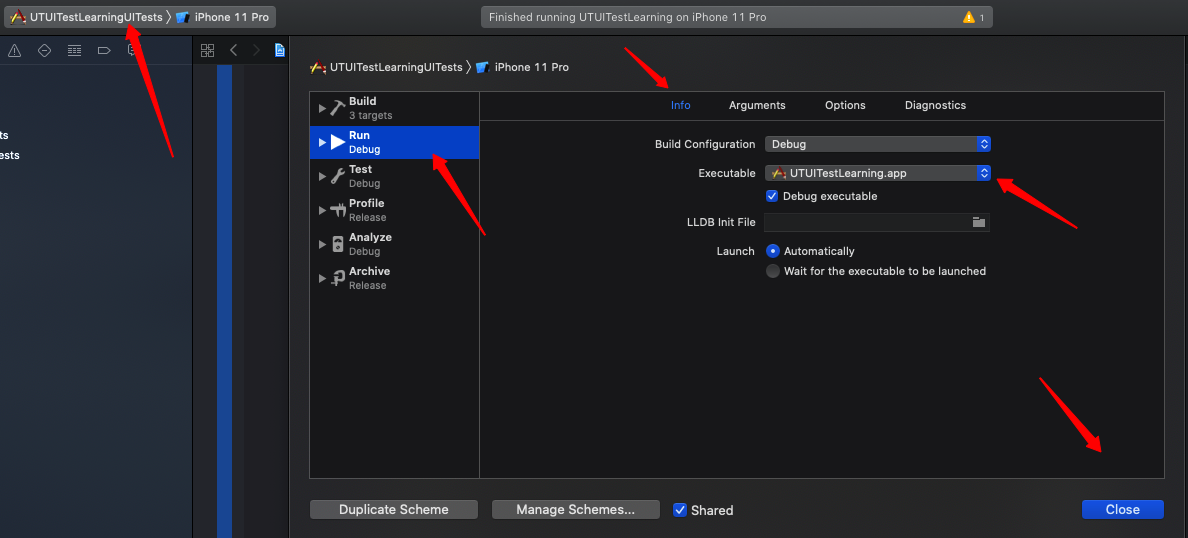 UTUITestLearningUITests
iPhone 11 Pro
Finished running UTUITestLearning on iPhone 11 Pro
1
ts
ests
UTUITestLearningUITests
iPhone 11 Pro
Build
3 targets
Run
Debug
Test
Debug
Profile
Release
Analyze
Debug
Archive
Release
Info
Arguments
Options
Diagnostics
Build Configuration
Debug
Executable
UTUITestLearning.app
Debug executable
LLDB Init File
Launch
Automatically
Wait for the executable to be launched
Duplicate Scheme
Manage Schemes...
Shared
Close